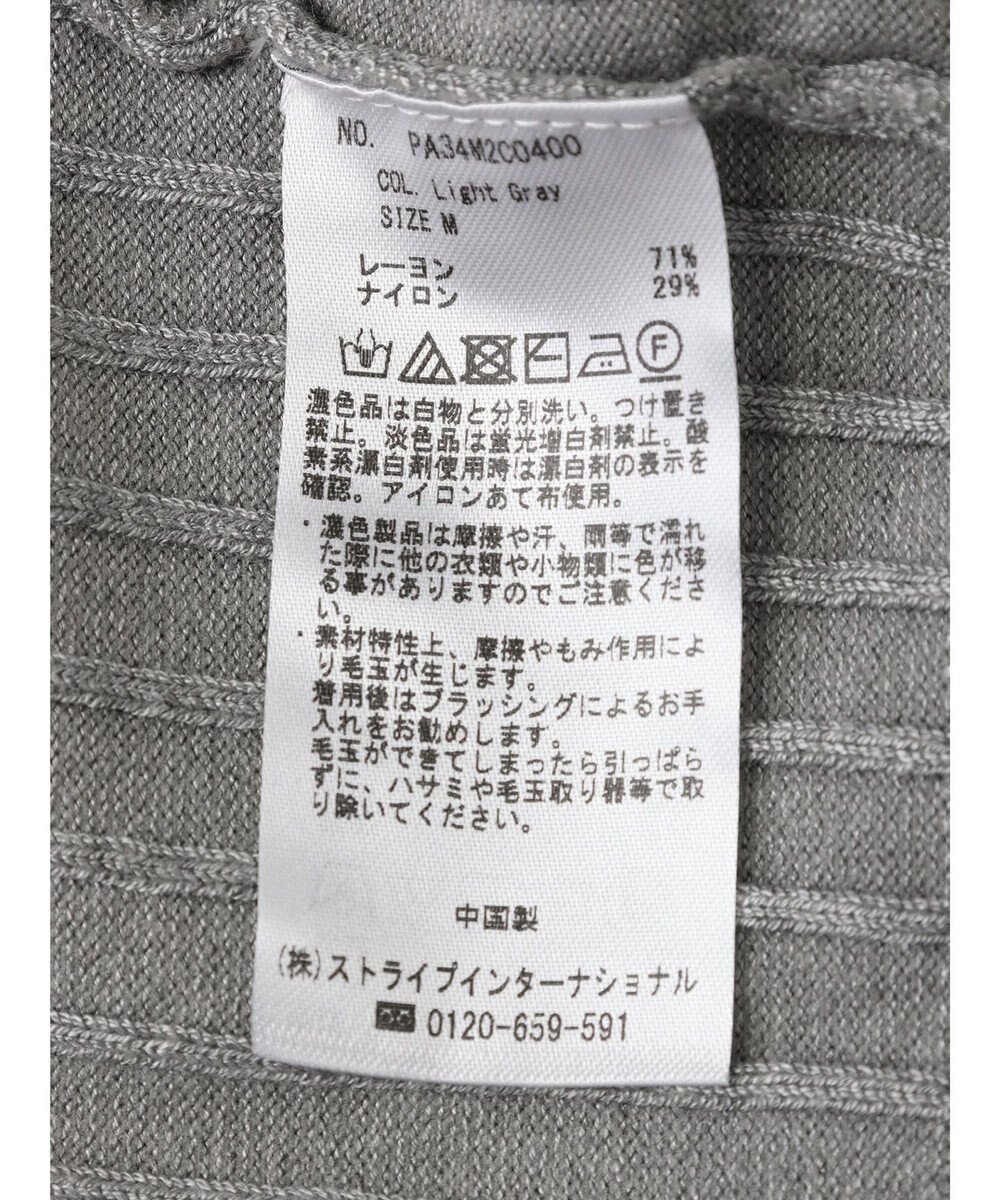 NO. PA34M2C0400
COL. Light Gray
SIZE M
レーヨン 71%
ナイロン 29%
F
濃色品は白物と分別洗い。つけ置き
禁止。淡色品は蛍光増白剤禁止。酸
素系漂白剤使用時は漂白剤の表示を
確認。アイロンあて布使用。
・濃色製品は摩擦や汗、雨等で濡れ
た際に他の衣類や小物類に色が移
る事がありますのでご注意くださ
い。
・素材特性上、摩擦やもみ作用によ
り毛玉が生じます。
着用後はブラッシングによるお手
入れをお勧めします。
毛玉ができてしまったら引っぱら
ずに、ハサミや毛玉取り器等で取
り除いてください。
中国製
(株)ストライプインターナショナル
0120-659-591